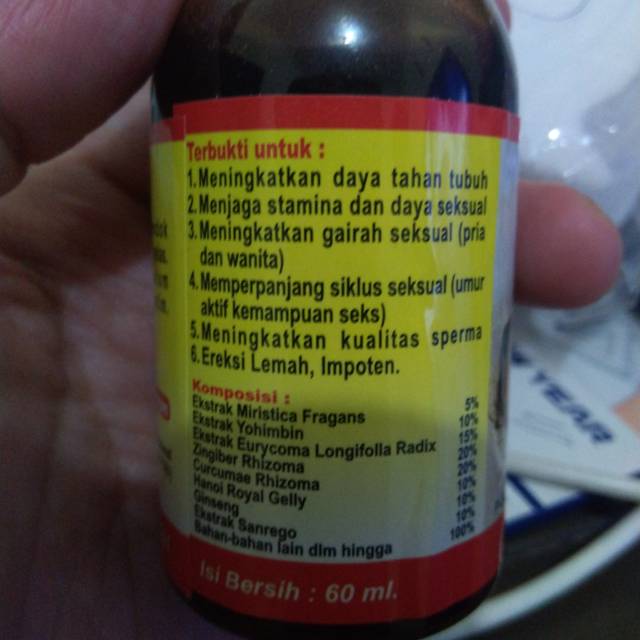 Terbukti untuk :
1. Meningkatkan daya tahan tubuh
2. Menjaga stamina dan daya seksual
3. Meningkatkan gairah seksual (pria
dan wanita)
4. Memperpanjang siklus seksual (umur
aktif kemampuan seks)
5. Meningkatkan kualitas sperma
6. Ereksi Lemah, Impoten.
Komposisi :
Ekstrak Miristica Fragans 5%
Ekstrak Yohimbin 10%
Ekstrak Eurycoma Longifolla Radix 15%
Zingiber Rhizoma 20%
Curcumae Rhizoma 20%
Hanoi Royal Gelly 10%
Ginseng 10%
Ekstrak Sanrego 10%
Bahan-bahan lain dlm hingga 100%
Isi Bersih : 60 ml.
YEAR